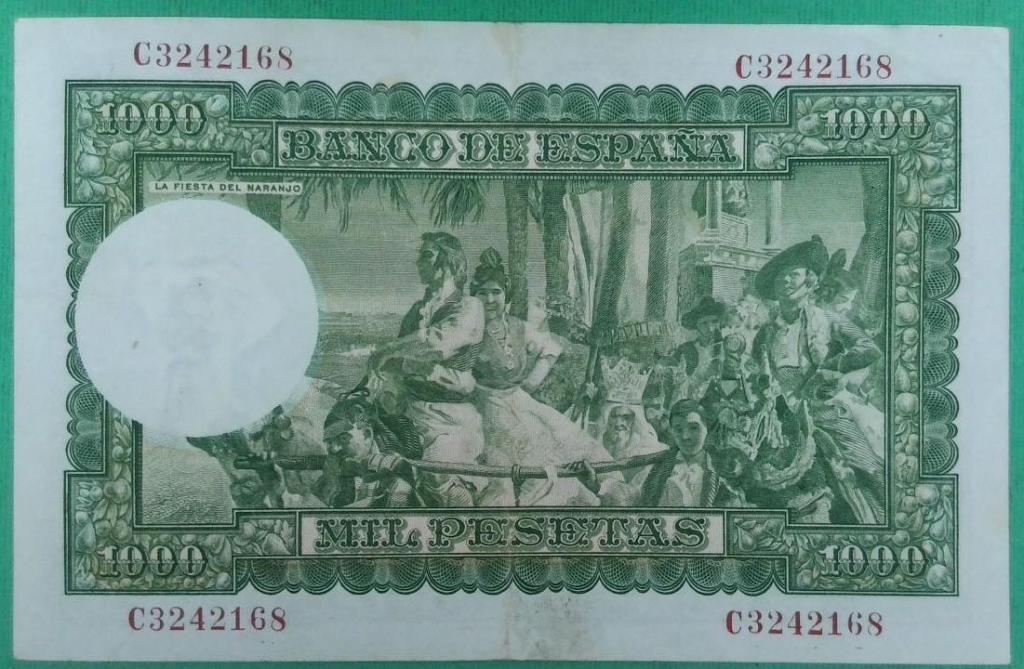 C3242168 C3242168
1000 1000
BANCO DE ESPAÑA
LA FIESTA DEL NARANJO
MIL PESETAS
1000 1000
C3242168 C3242168